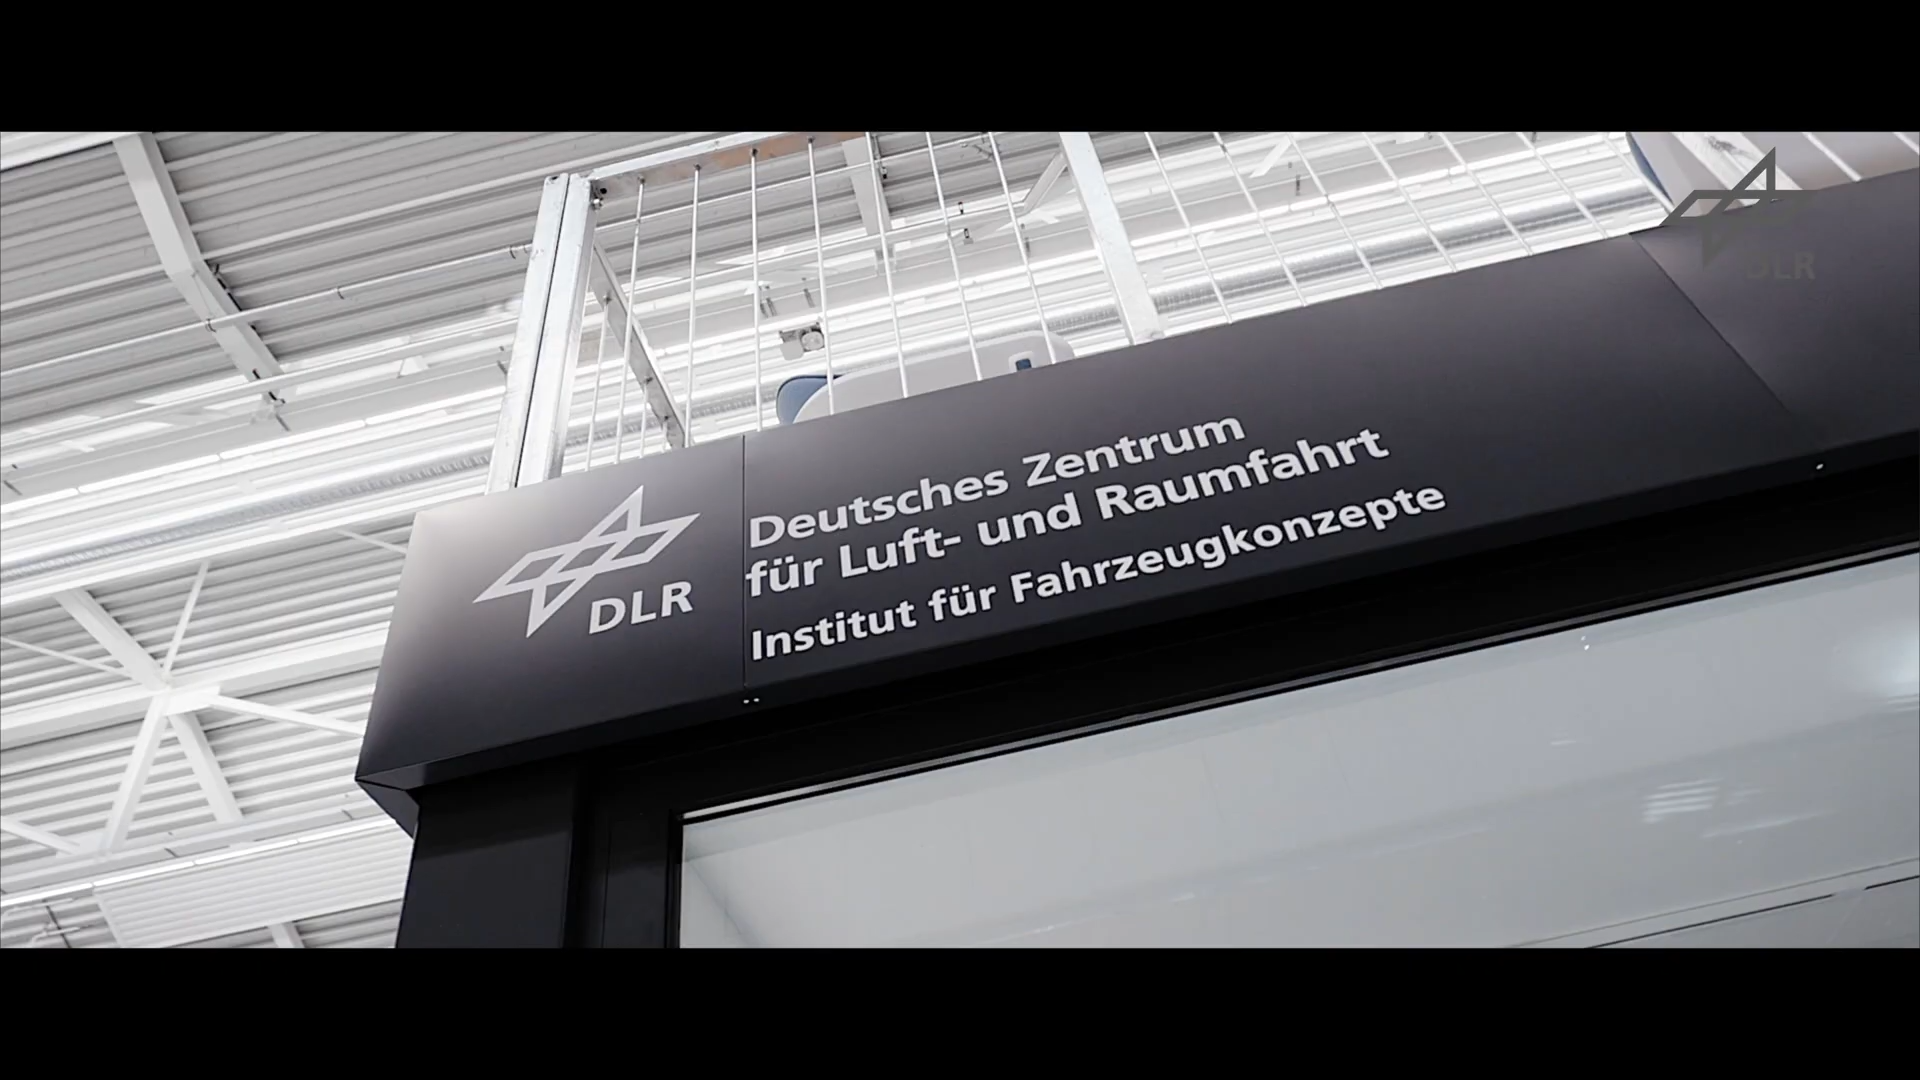 DLR
Deutsches Zentrum
für Luft- und Raumfahrt
Institut für Fahrzeugkonzepte
DLR